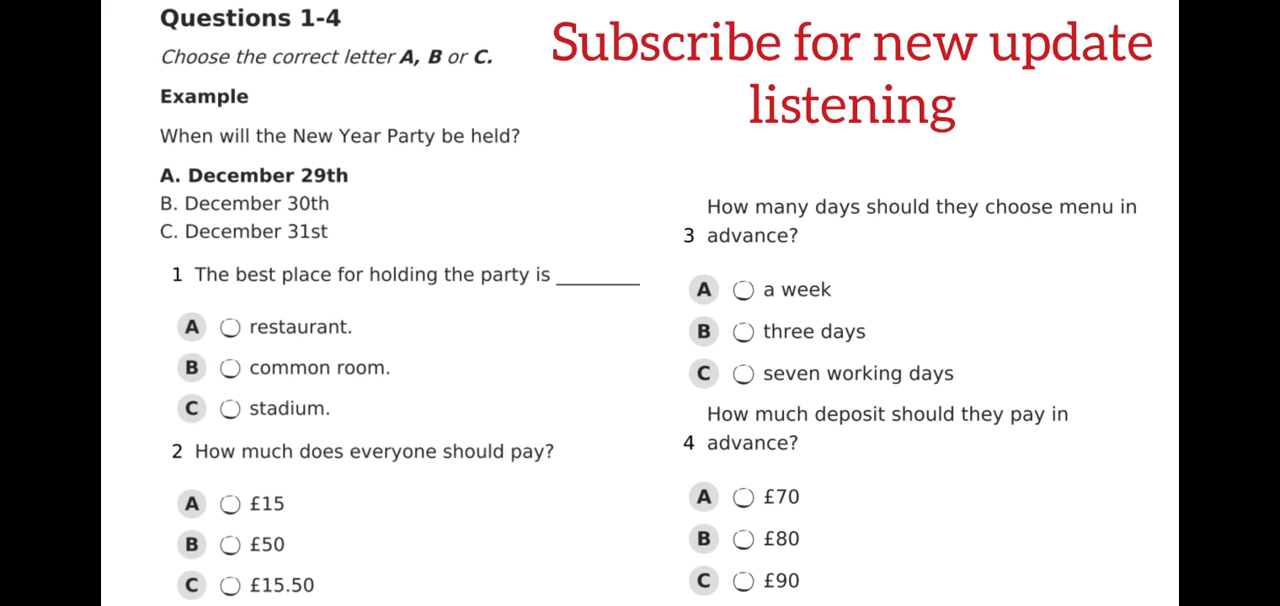 Questions 1-4
Choose the correct letter A, B or C.
Example
When will the New Year Party be held?
A. December 29th
B. December 30th
C. December 31st
1 The best place for holding the party is ________
A restaurant.
B common room.
C stadium.
2 How much does everyone should pay?
A £15
B £50
C £15.50
Subscribe for new update
listening
How many days should they choose menu in
3 advance?
A a week
B three days
C seven working days
How much deposit should they pay in
4 advance?
A £70
B £80
C £90